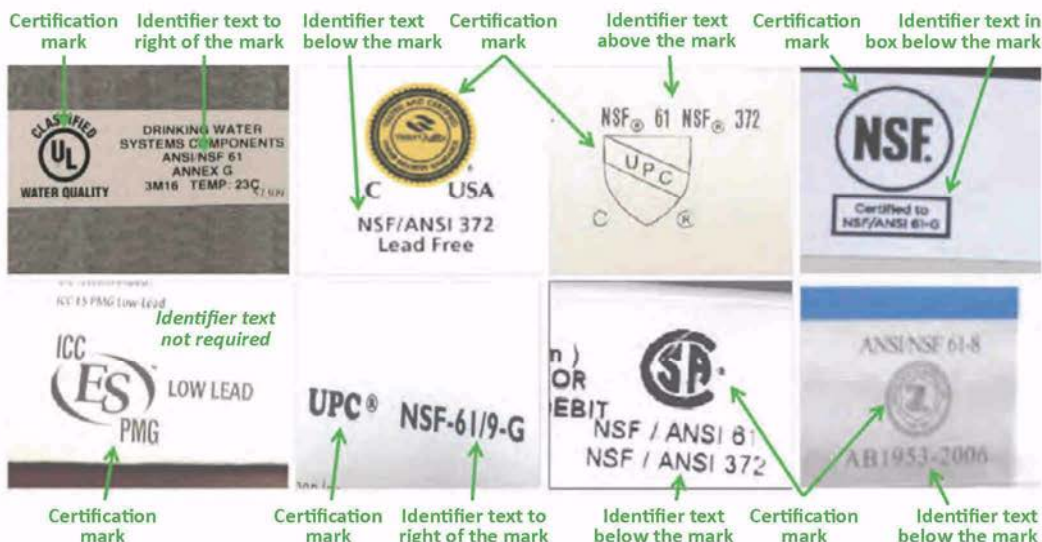 Certification
mark
Identifier text to
right of the mark
Identifier text
below the mark
Certification
mark
Identifier text
above the mark
Certification
mark
Identifier text in
box below the mark
CLASSIFIED
UL
WATER QUALITY
DRINKING WATER
SYSTEMS COMPONENTS
ANSI/NSF 61
ANNEX G
3M16 TEMP: 23C
TESTED AND CERTIFIED
C USA
NSF/ANSI 372
Lead Free
NSF® 61 NSF® 372
UPC
C ®
NSF.
Certified to
NSF/ANSI 61-G
ICC ES PMG Low-Lead
Identifier text
not required
ICC
ES
PMG
LOW LEAD
UPC® NSF-61/9-G
n )
OR
EBIT
SA
NSF / ANSI 61
NSF / ANSI 372
ANSI/NSF 61-8
AB1953-2006
Certification
mark
Certification
mark
Identifier text to
right of the mark
Identifier text
below the mark
Certification
mark
Identifier text
below the mark